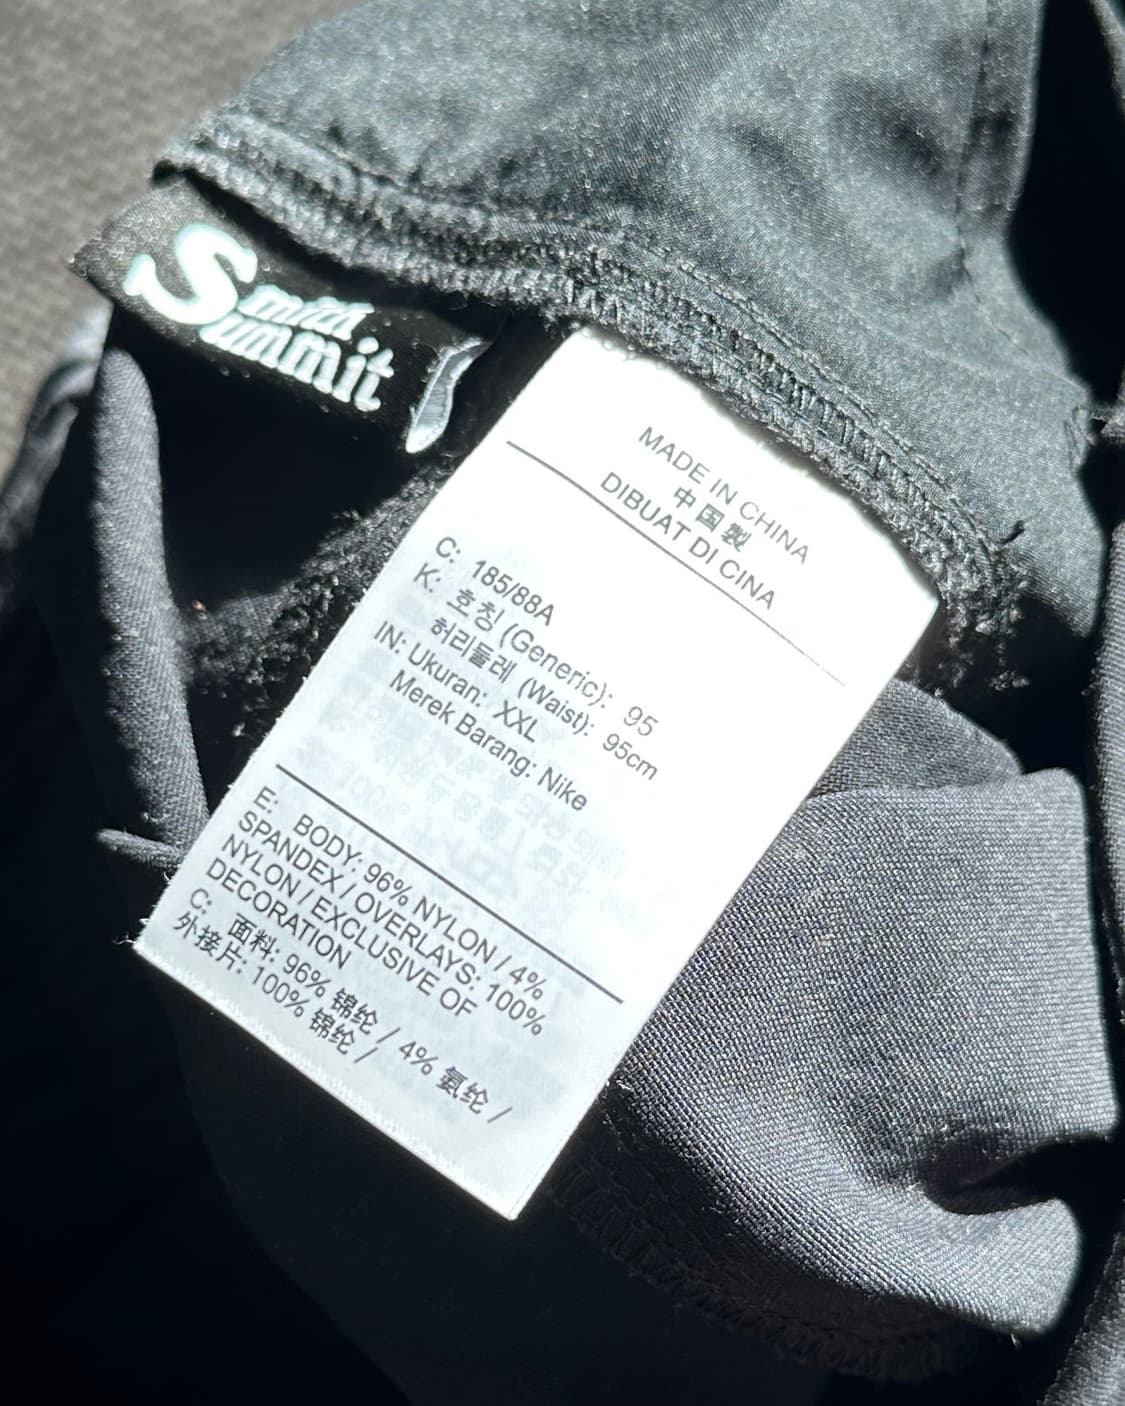 Smith
Summit
MADE IN CHINA
中国製
DIBUAT DI CINA
C: 185/88A
K: 호칭 (Generic): 95
허리둘레 (Waist): 95cm
IN: Ukuran: XXL
Merek Barang: Nike
E: BODY: 96% NYLON / 4%
SPANDEX / OVERLAYS: 100%
NYLON / EXCLUSIVE OF
DECORATION
C: 面料: 96% 锦纶 / 4% 氨纶 /
外接片: 100% 锦纶 /